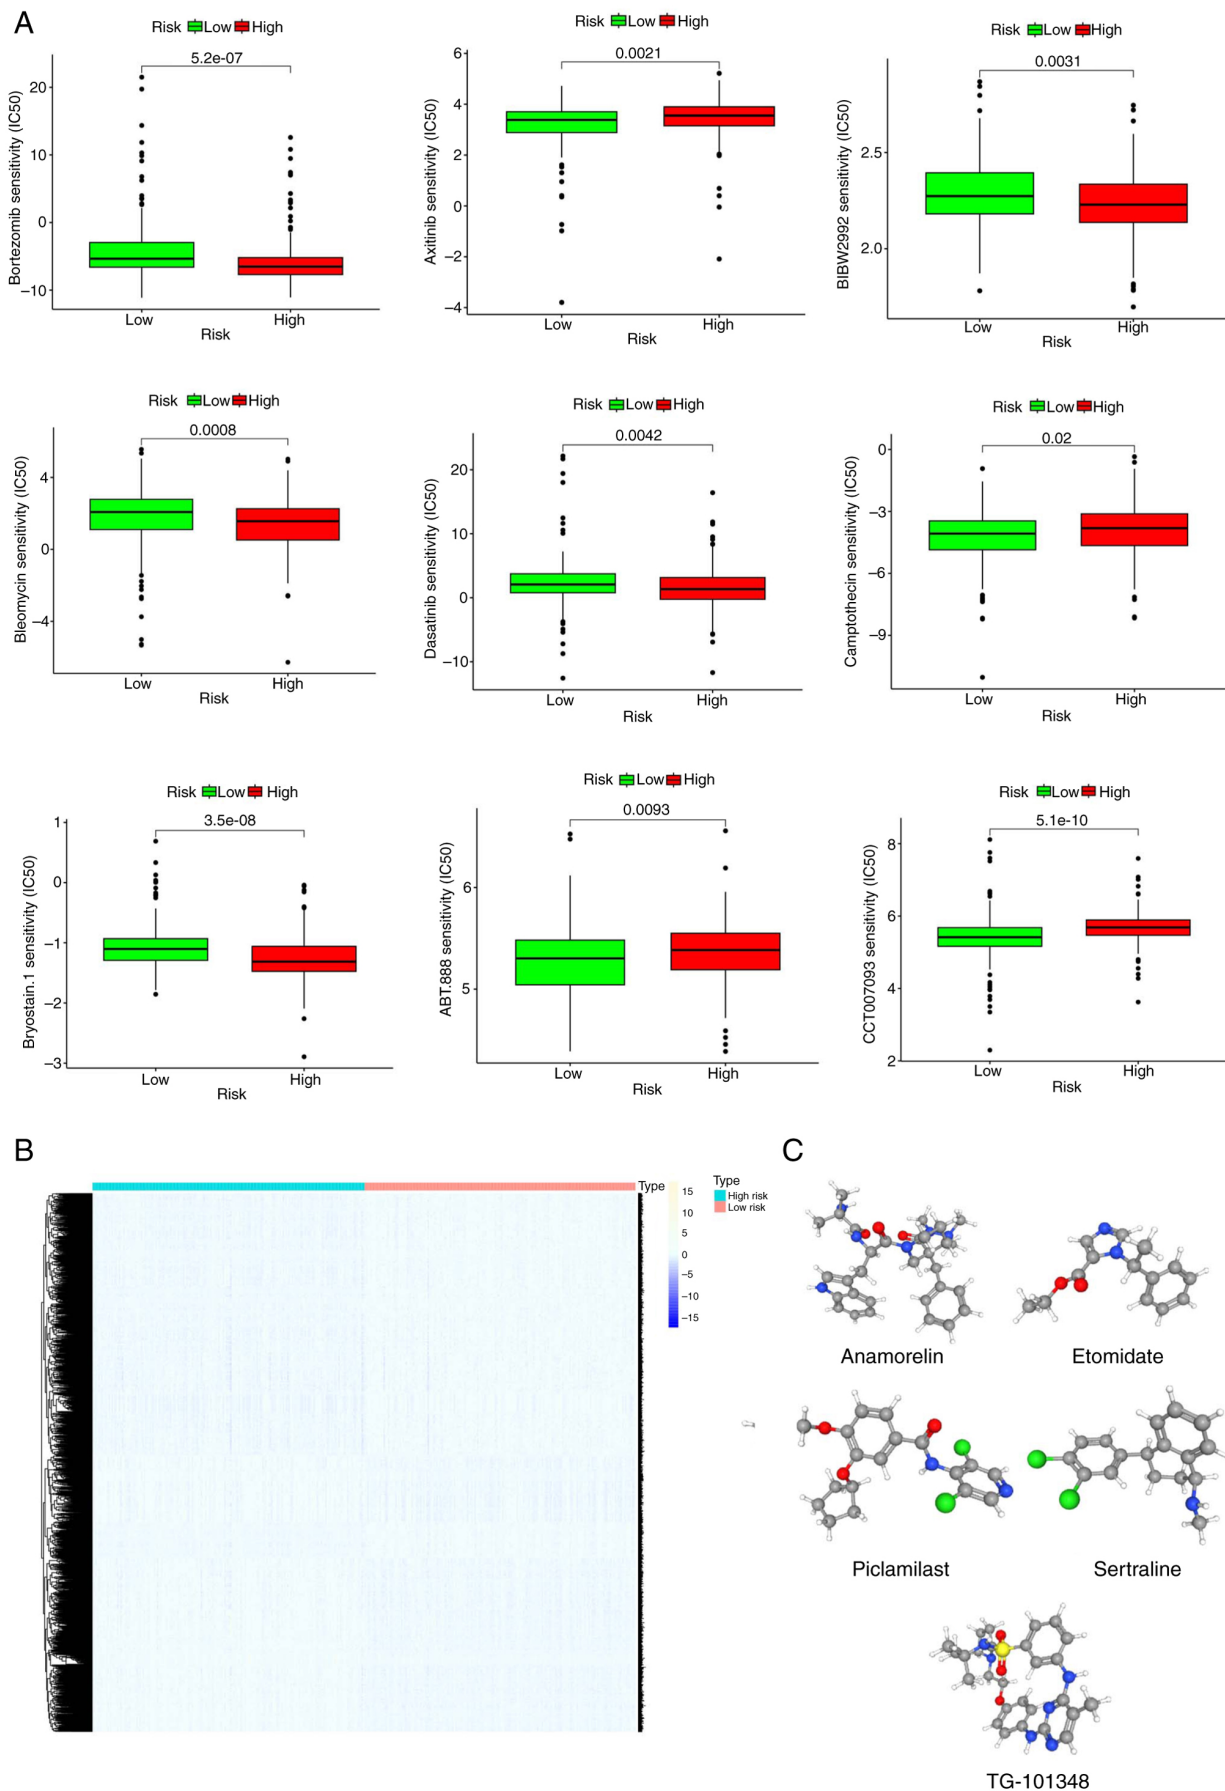 A
Risk Low High
5.2e-07
Bortezomib sensitivity (IC50)
20
10
0
−10
Low High
Risk
Risk Low High
0.0021
Axitinib sensitivity (IC50)
6
4
2
0
−2
−4
Low High
Risk
Risk Low High
0.0031
BIBW2992 sensitivity (IC50)
2.5
2.0
Low High
Risk
Risk Low High
0.0008
Bleomycin sensitivity (IC50)
4
0
−4
Low High
Risk
Risk Low High
0.0042
Dasatinib sensitivity (IC50)
20
10
0
−10
Low High
Risk
Risk Low High
0.02
Camptothecin sensitivity (IC50)
0
−3
−6
−9
Low High
Risk
Risk Low High
3.5e-08
Bryostain.1 sensitivity (IC50)
1
0
−1
−2
−3
Low High
Risk
Risk Low High
0.0093
ABT.888 sensitivity (IC50)
6
5
Low High
Risk
Risk Low High
5.1e-10
CCT007093 sensitivity (IC50)
8
6
4
2
Low High
Risk
B
Type
15
10
5
0
−5
−10
−15
Type
High risk
Low risk
C
Anamorelin
Etomidate
Piclamilast
Sertraline
TG-101348